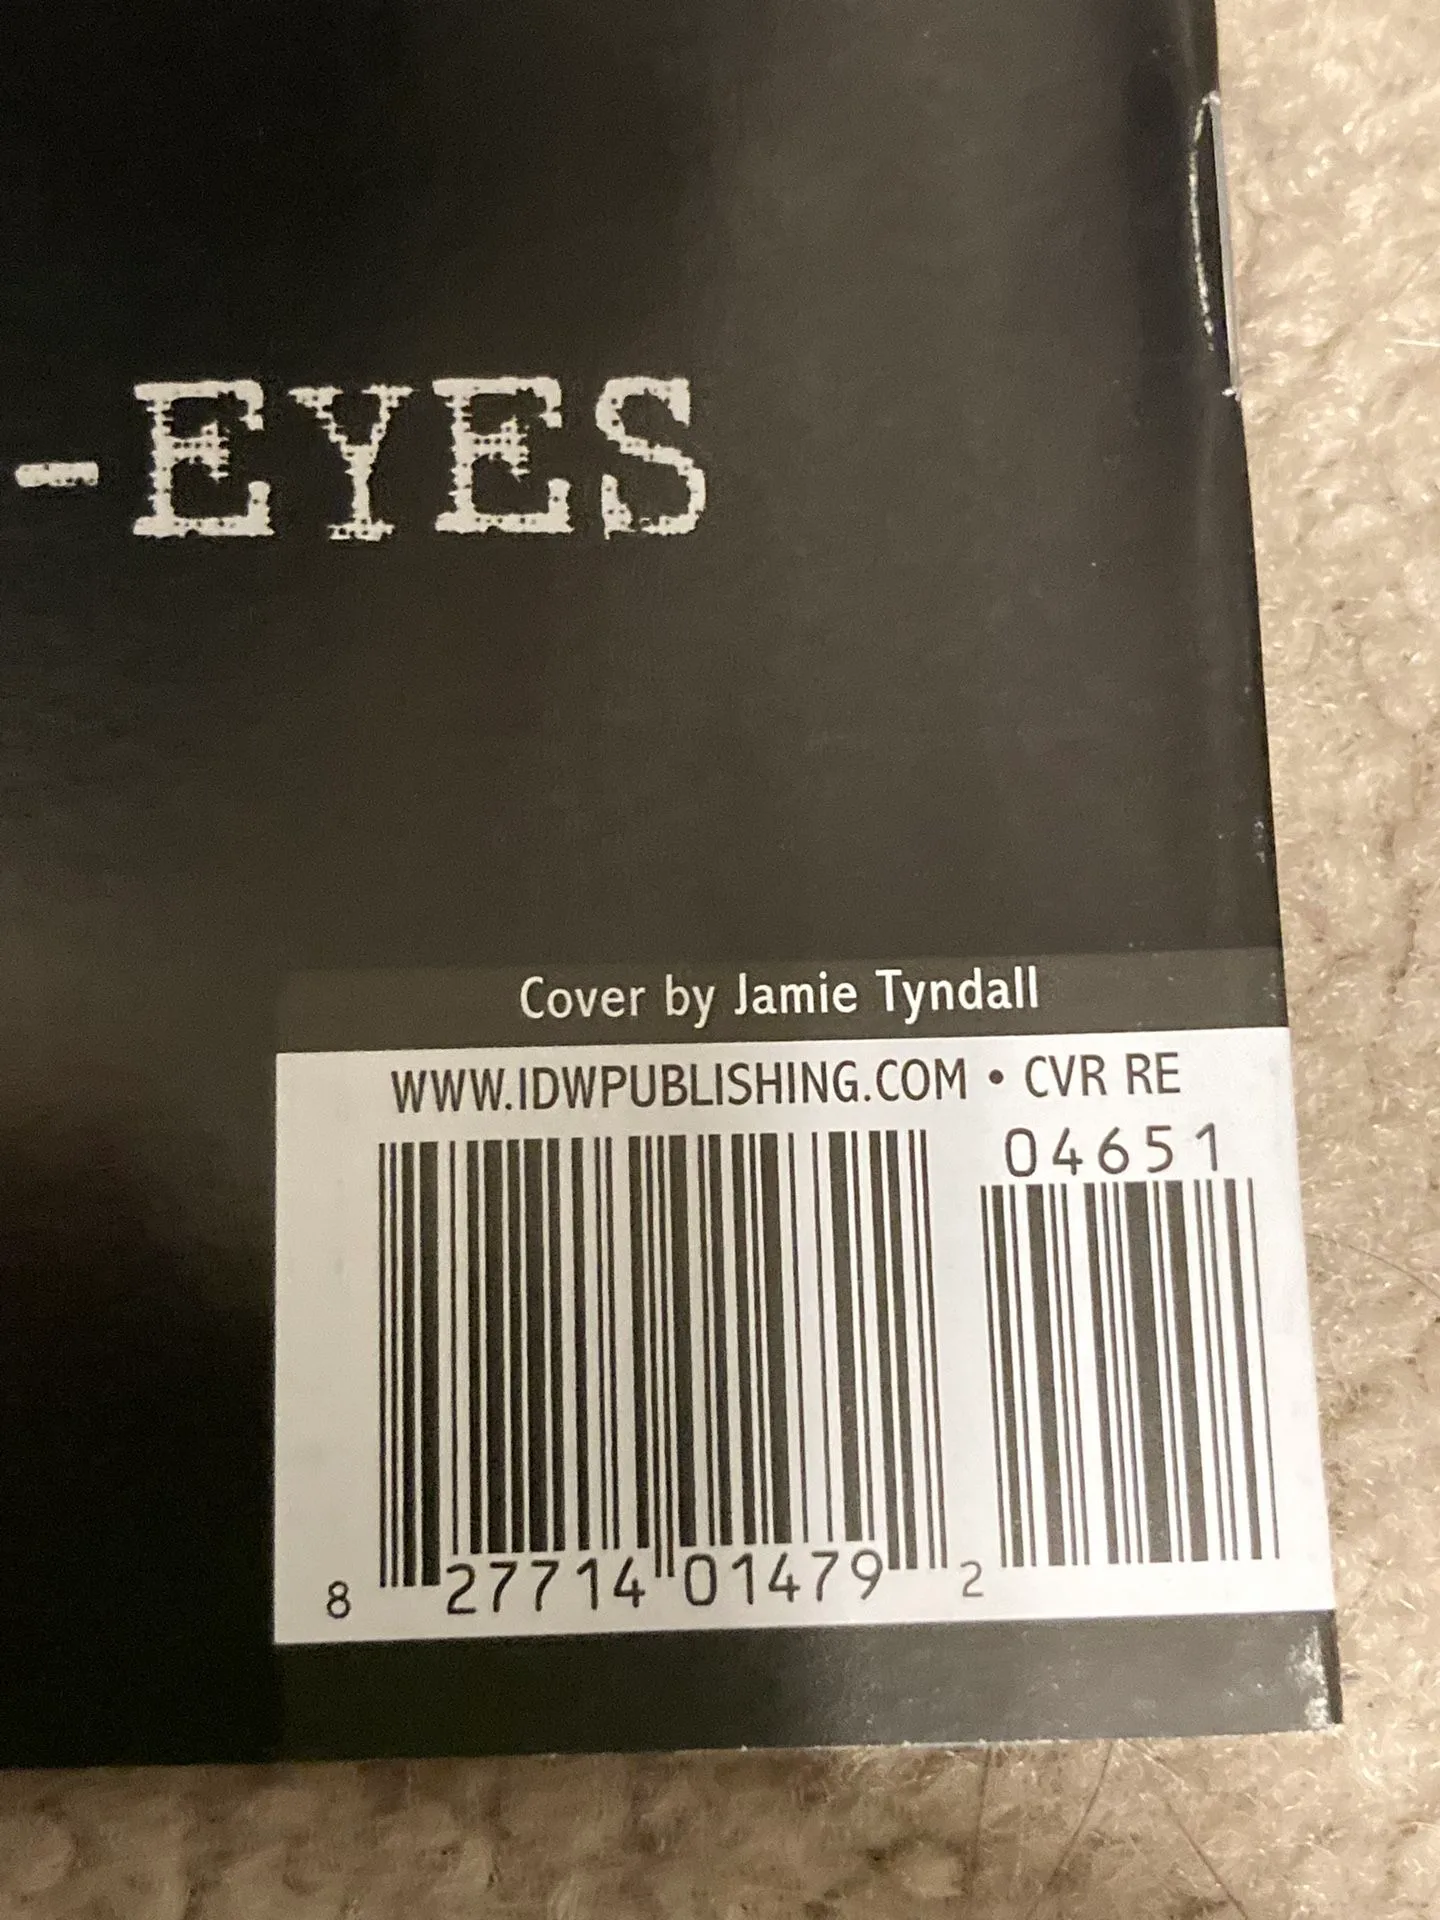 -EYES
Cover by Jamie Tyndall
WWW.IDWPUBLISHING.COM • CVR RE
04651
8 27714 01479 2